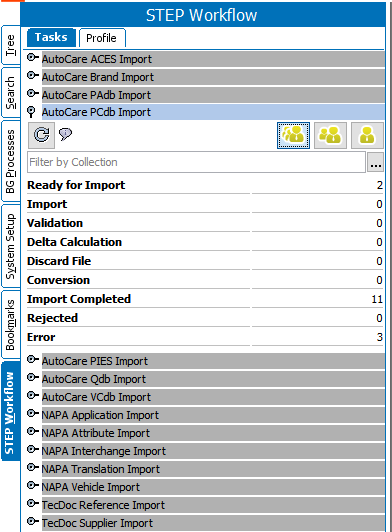 STEP Workflow
Tasks Profile
AutoCare ACES Import
AutoCare Brand Import
AutoCare PAdb Import
AutoCare PCdb Import
Filter by Collection ...
Ready for Import 2
Import 0
Validation 0
Delta Calculation 0
Discard File 0
Conversion 0
Import Completed 11
Rejected 0
Error 3
AutoCare PIES Import
AutoCare Qdb Import
AutoCare VCdb Import
NAPA Application Import
NAPA Attribute Import
NAPA Interchange Import
NAPA Translation Import
NAPA Vehicle Import
TecDoc Reference Import
TecDoc Supplier Import
Tree
Search
BG Processes
System Setup
Bookmarks
STEP Workflow